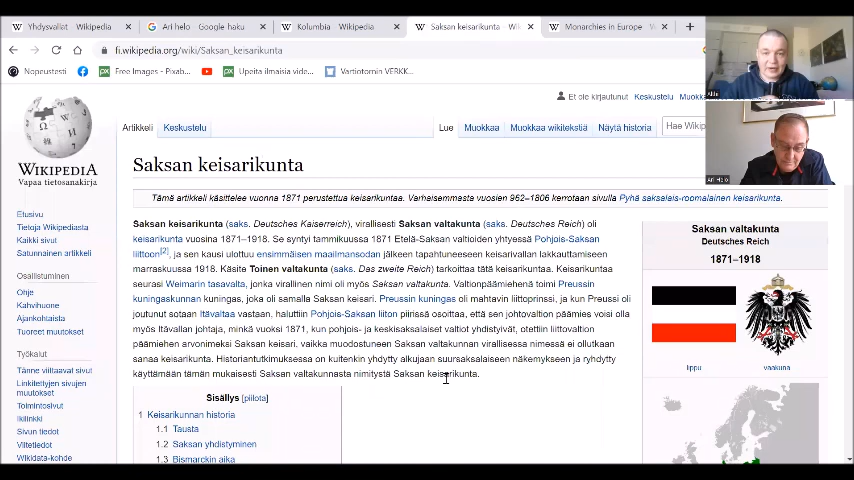 Yhdysvallat Wikipedia
Ari helo Google-haku
Kolumbia Wikipedia
Saksan keisarikunta Wi
Monarchies in Europe W
fi.wikipedia.org/wiki/Saksan_keisarikunta
Nopeustesti
Free Images - Pixab...
Upeita ilmaisia video...
Vartiotornin VERKK...
Ahti
Ari Helo
Et ole kirjautunut Keskustelu Muokka
Artikkeli Keskustelu Lue Muokkaa Muokkaa wikitekstiä Näytä historia Hae Wikip
WIKIPEDIA
Vapaa tietosanakirja
Saksan keisarikunta
Tämä artikkeli käsittelee vuonna 1871 perustettua keisarikuntaa. Varhaisemmasta vuosien 962–1806 kerrotaan sivulla Pyhä saksalais-roomalainen keisarikunta.
Saksan keisarikunta (saks. Deutsches Kaiserreich), virallisesti Saksan valtakunta (saks. Deutsches Reich) oli
keisarikunta vuosina 1871–1918. Se syntyi tammikuussa 1871 Etelä-Saksan valtioiden yhtyessä Pohjois-Saksan
liittoon[2], ja sen kausi ulottuu ensimmäisen maailmansodan jälkeen tapahtuneeseen keisarivallan lakkauttamiseen
marraskuussa 1918. Käsite Toinen valtakunta (saks. Das zweite Reich) tarkoittaa tätä keisarikuntaa. Keisarikuntaa
seurasi Weimarin tasavalta, jonka virallinen nimi oli myös Saksan valtakunta. Valtionpäämiehenä toimi Preussin
kuningaskunnan kuningas, joka oli samalla Saksan keisari. Preussin kuningas oli mahtavin liittoprinssi, ja kun Preussi oli
joutunut sotaan Itävaltaa vastaan, haluttiin Pohjois-Saksan liiton piirissä osoittaa, että sen johtovaltion päämies voisi olla
myös Itävallan johtaja, minkä vuoksi 1871, kun pohjois- ja keskisaksalaiset valtiot yhdistyivät, otettiin liittovaltion
päämiehen arvonimeksi Saksan keisari, vaikka muodostuneen Saksan valtakunnan virallisessa nimessä ei ollutkaan
sanaa keisarikunta. Historiantutkimuksessa on kuitenkin yhdytty alkujaan suursaksalaiseen näkemykseen ja ryhdytty
käyttämään tämän mukaisesti Saksan valtakunnasta nimitystä Saksan keisarikunta.
Sisällys [piilota]
1 Keisarikunnan historia
1.1 Tausta
1.2 Saksan yhdistyminen
1.3 Bismarckin aika
Saksan valtakunta
Deutsches Reich
1871–1918
lippu vaakuna
Etusivu
Tietoja Wikipediasta
Kaikki sivut
Satunnainen artikkeli
Osallistuminen
Ohje
Kahvihuone
Ajankohtaista
Tuoreet muutokset
Työkalut
Tänne viittaavat sivut
Linkitettyjen sivujen
muutokset
Toimintosivut
Ikilinkki
Sivun tiedot
Viitetiedot
Wikidata-kohde